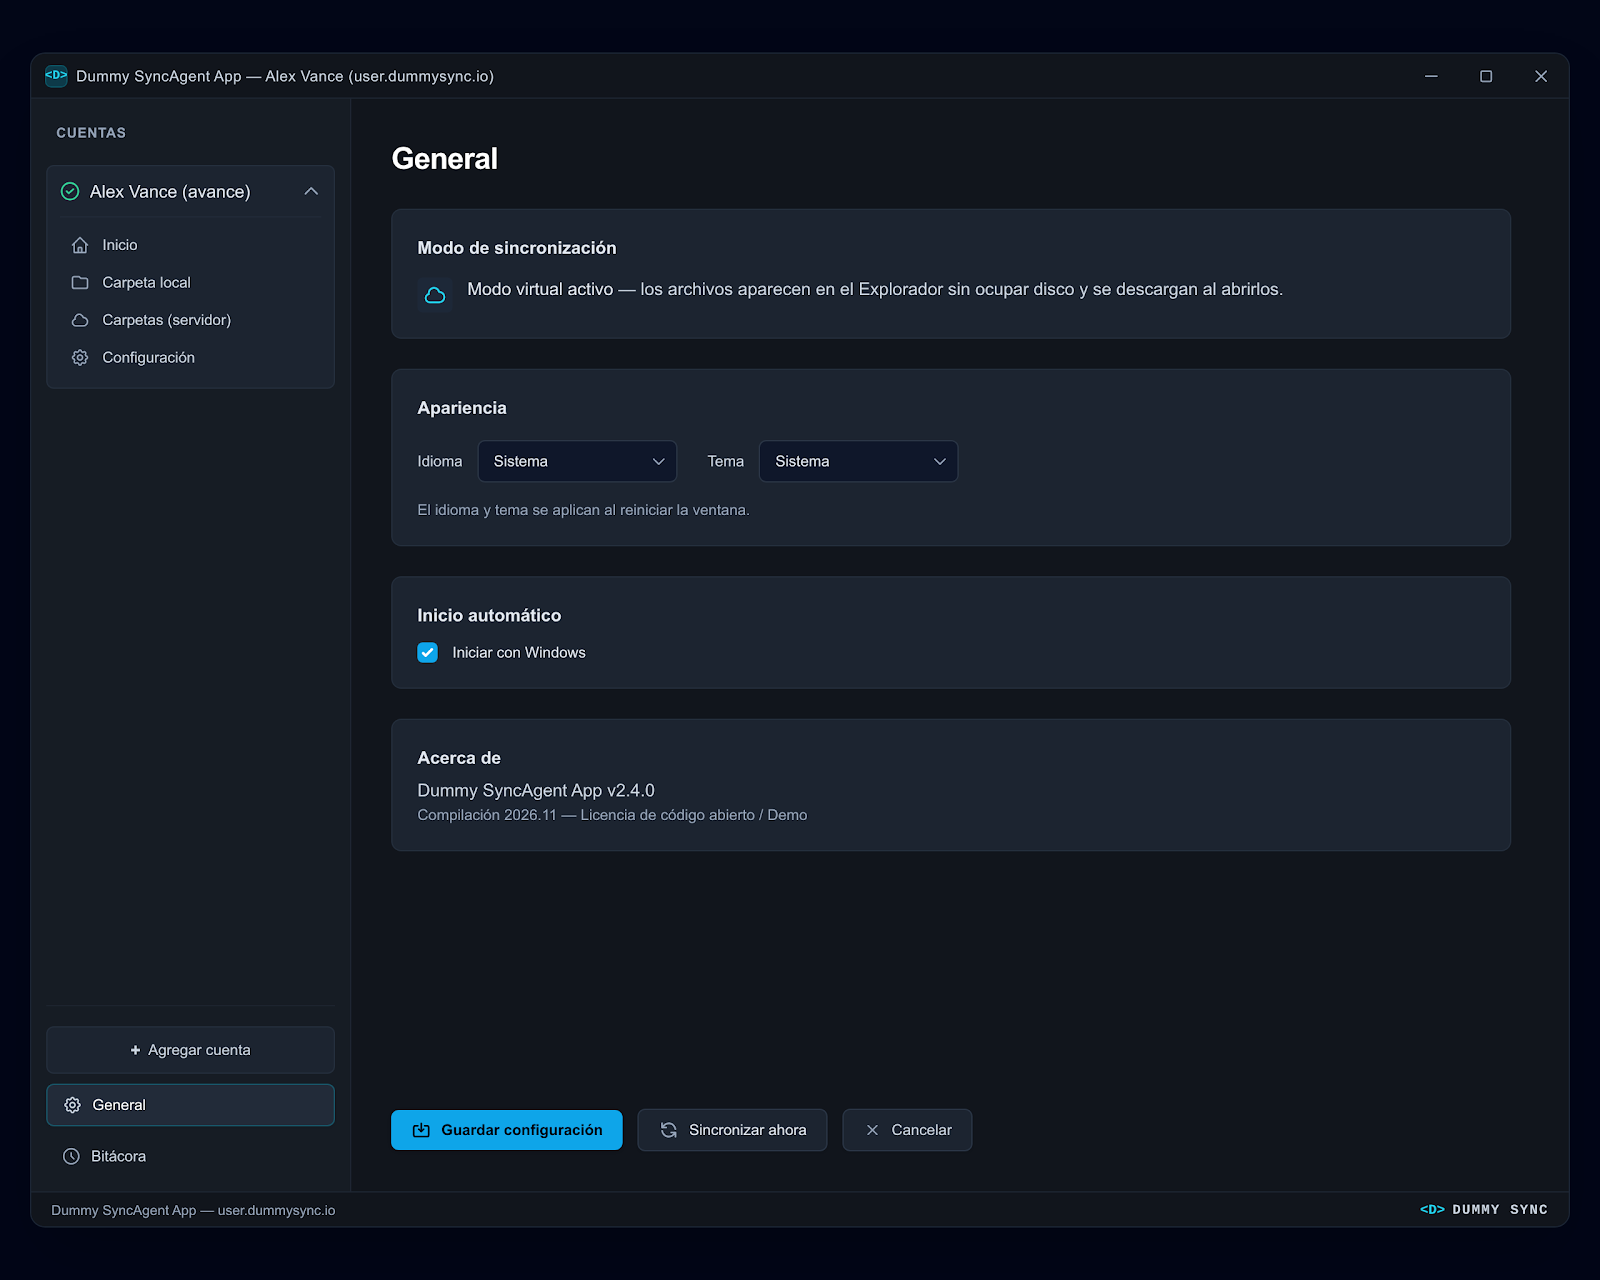 <D> Dummy SyncAgent App — Alex Vance (user.dummysync.io)
CUENTAS
Alex Vance (avance)
Inicio
Carpeta local
Carpetas (servidor)
Configuración
+ Agregar cuenta
General
Bitácora
General
Modo de sincronización
Modo virtual activo — los archivos aparecen en el Explorador sin ocupar disco y se descargan al abrirlos.
Apariencia
Idioma Sistema Tema Sistema
El idioma y tema se aplican al reiniciar la ventana.
Inicio automático
Iniciar con Windows
Acerca de
Dummy SyncAgent App v2.4.0
Compilación 2026.11 — Licencia de código abierto / Demo
Guardar configuración Sincronizar ahora Cancelar
Dummy SyncAgent App — user.dummysync.io <D> DUMMY SYNC